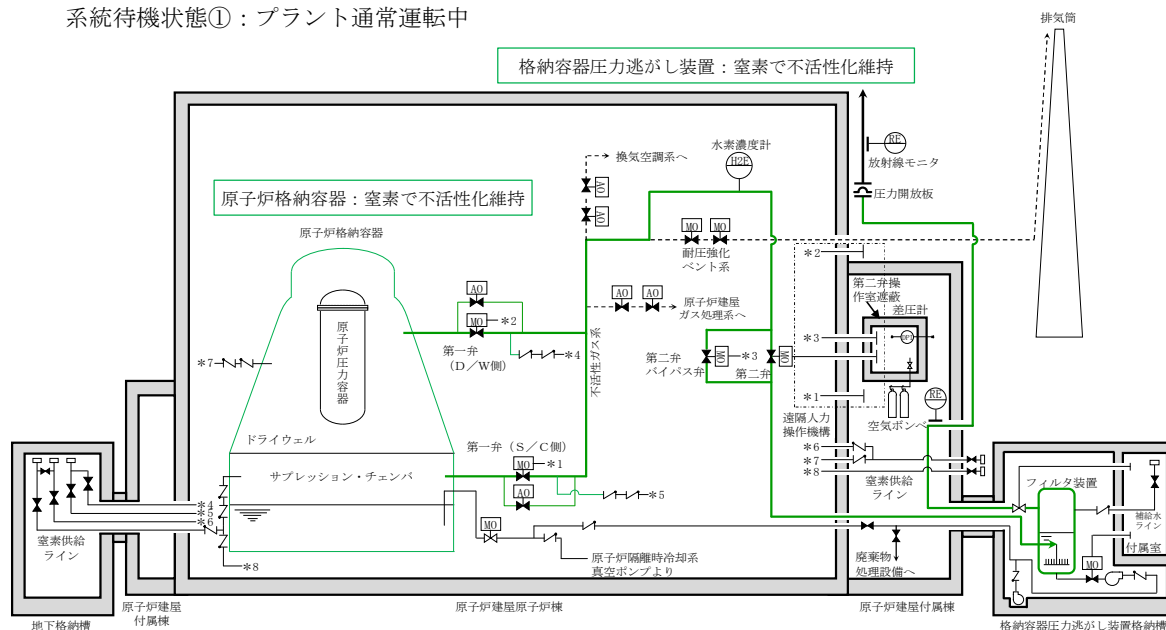 系統待機状態①：プラント通常運転中
排気筒
格納容器圧力逃がし装置：窒素で不活性化維持
水素濃度計
H2E
RE
放射線モニタ
換気空調系へ
AO
AO
圧力開放板
原子炉格納容器：窒素で不活性化維持
原子炉格納容器
MO
MO
耐圧強化
ベント系
＊2
第二弁操
作室遮蔽
差圧計
DPI
AO
MO
＊2
AO
AO
原子炉建屋
ガス処理系へ
原子炉圧力容器
＊7
第一弁
（D／W側）
＊4
不活性ガス系
第二弁
バイパス弁
MO
＊3
第二弁
MO
＊3
＊1
遠隔人力
操作機構
空気ボンベ
RE
ドライウェル
第一弁（S／C側）
サプレッション・チェンバ
MO
＊1
AO
＊5
＊6
＊7
＊8
窒素供給
ライン
フィルタ装置
補給水
ライン
付属室
MO
＊4
＊5
＊6
窒素供給
ライン
＊8
MO
原子炉隔離時冷却系
真空ポンプより
廃棄物
処理設備へ
地下格納槽
原子炉建屋
付属棟
原子炉建屋原子炉棟
原子炉建屋付属棟
格納容器圧力逃がし装置格納槽